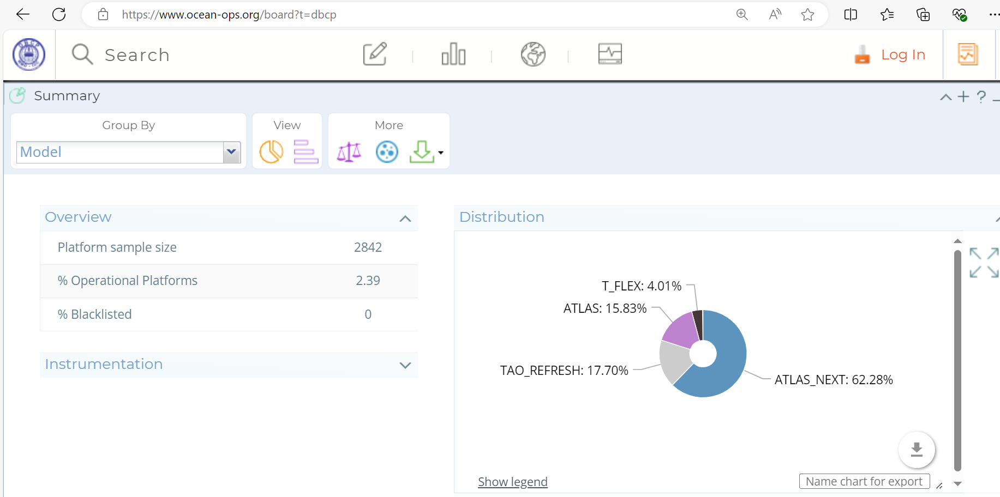 https://www.ocean-ops.org/board?t=dbcp
Search
Log In
Summary
Group By
View
More
Model
Overview
Platform sample size 2842
% Operational Platforms 2.39
% Blacklisted 0
Instrumentation
Distribution
T_FLEX: 4.01%
ATLAS: 15.83%
TAO_REFRESH: 17.70%
ATLAS_NEXT: 62.28%
Show legend
Name chart for export